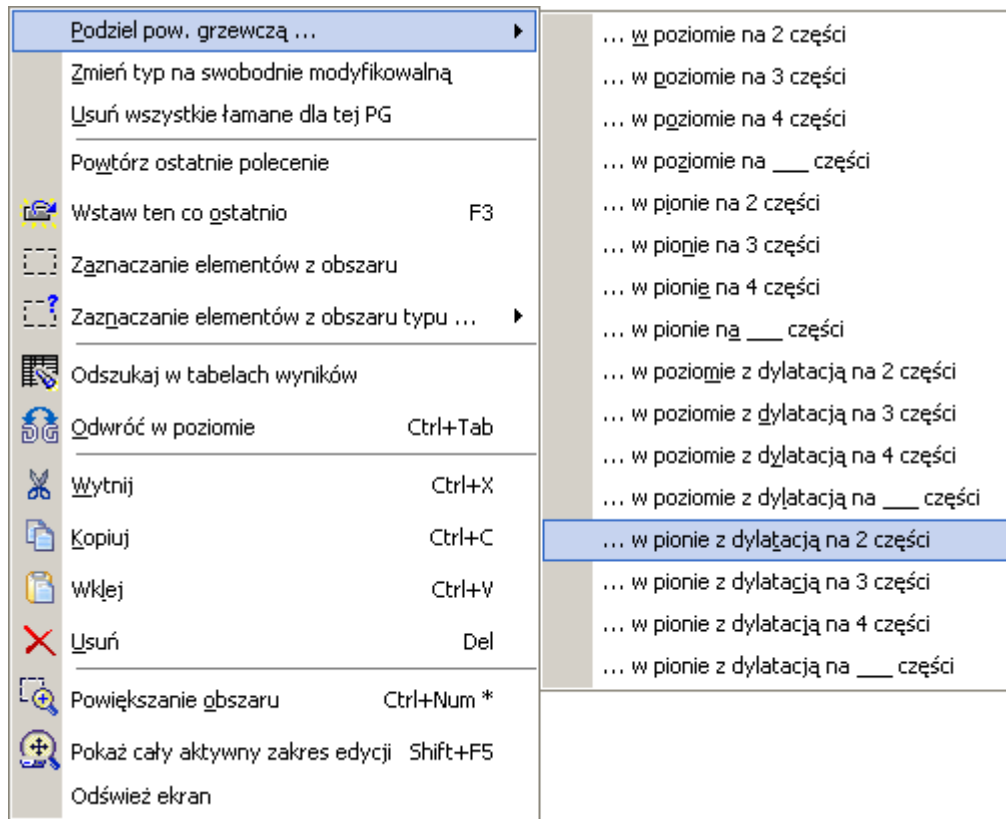 Podziel pow. grzewczą ...
Zmień typ na swobodnie modyfikowalną
Usuń wszystkie łamane dla tej PG
Powtórz ostatnie polecenie
Wstaw ten co ostatnio F3
Zaznaczanie elementów z obszaru
Zaznaczanie elementów z obszaru typu ...
Odszukaj w tabelach wyników
Odwróć w poziomie Ctrl+Tab
Wytnij Ctrl+X
Kopiuj Ctrl+C
Wklej Ctrl+V
Usuń Del
Powiększanie obszaru Ctrl+Num *
Pokaż cały aktywny zakres edycji Shift+F5
Odśwież ekran
... w poziomie na 2 części
... w poziomie na 3 części
... w poziomie na 4 części
... w poziomie na ___ części
... w pionie na 2 części
... w pionie na 3 części
... w pionie na 4 części
... w pionie na ___ części
... w poziomie z dylatacją na 2 części
... w poziomie z dylatacją na 3 części
... w poziomie z dylatacją na 4 części
... w poziomie z dylatacją na ___ części
... w pionie z dylatacją na 2 części
... w pionie z dylatacją na 3 części
... w pionie z dylatacją na 4 części
... w pionie z dylatacją na ___ części